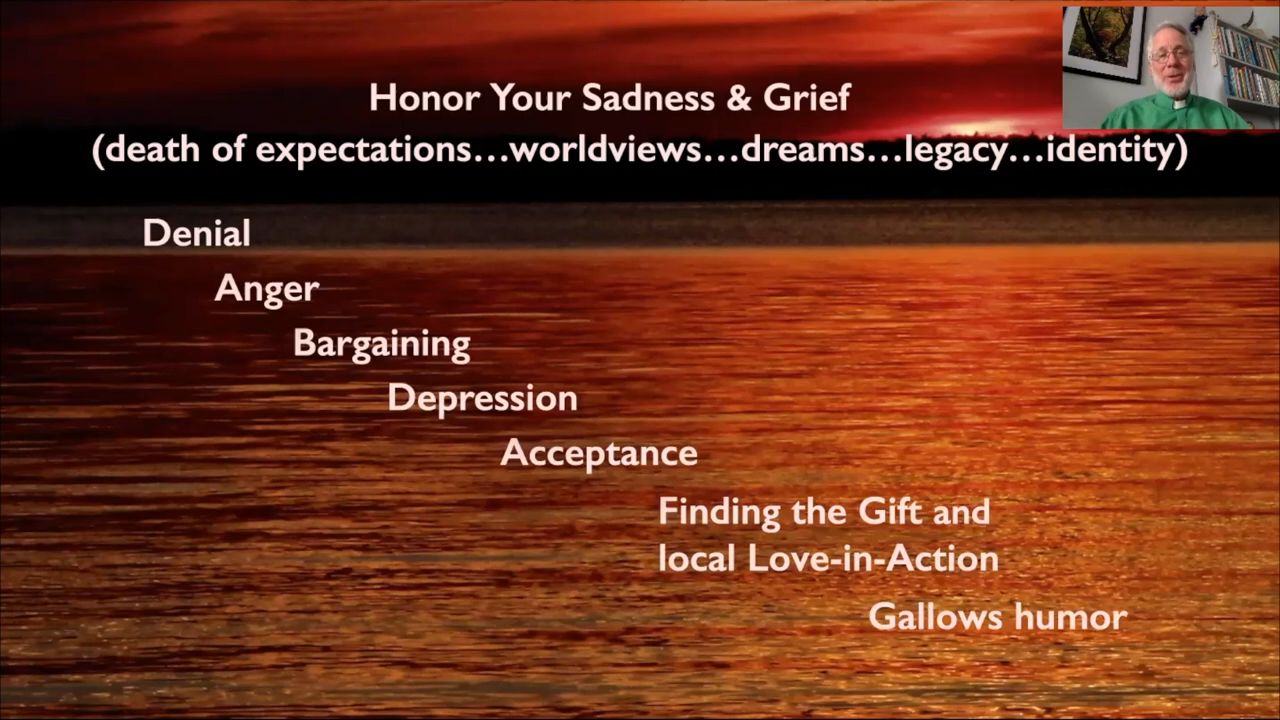 Honor Your Sadness & Grief
(death of expectations…worldviews…dreams…legacy…identity)
Denial
Anger
Bargaining
Depression
Acceptance
Finding the Gift and
local Love-in-Action
Gallows humor